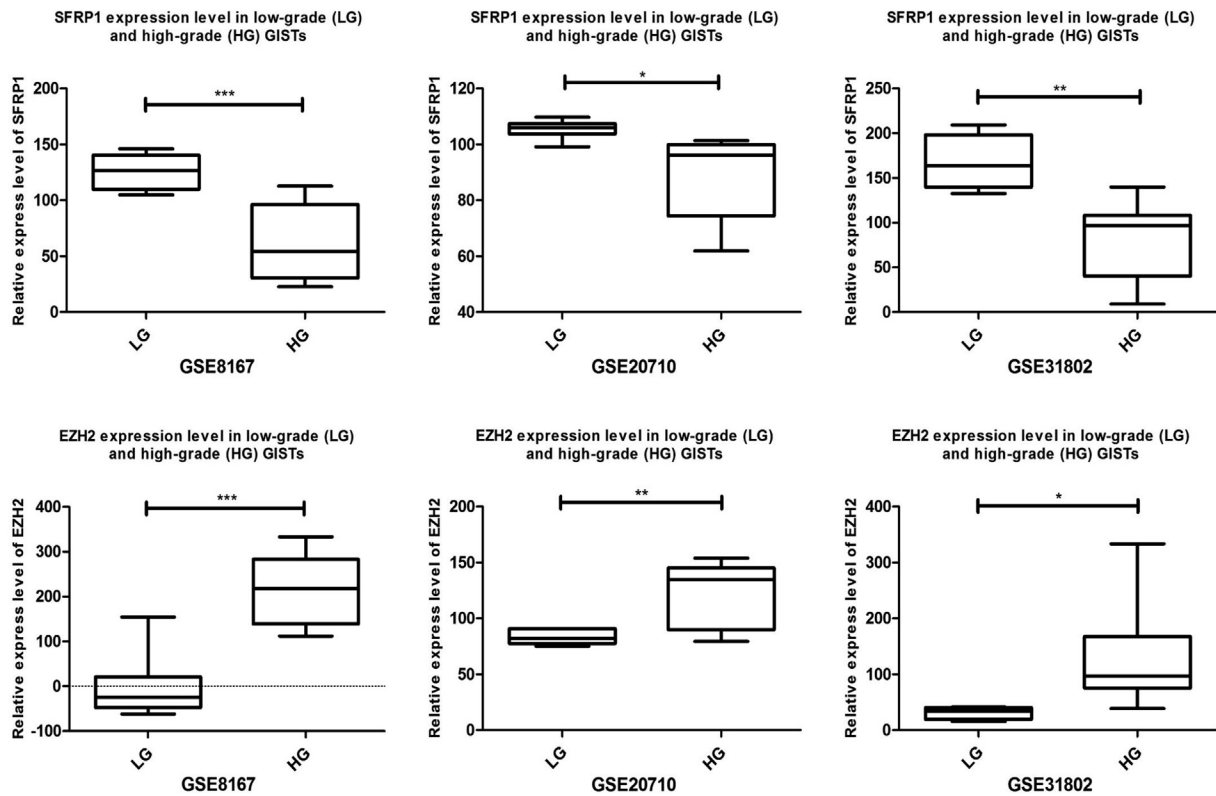 SFRP1 expression level in low-grade (LG)
and high-grade (HG) GISTs
Relative express level of SFRP1
200
150
100
50
0
***
LG
HG
GSE8167
SFRP1 expression level in low-grade (LG)
and high-grade (HG) GISTs
Relative express level of SFRP1
120
100
80
60
40
*
LG
HG
GSE20710
SFRP1 expression level in low-grade (LG)
and high-grade (HG) GISTs
Relative express level of SFRP1
250
200
150
100
50
0
**
LG
HG
GSE31802
EZH2 expression level in low-grade (LG)
and high-grade (HG) GISTs
Relative express level of EZH2
400
300
200
100
0
-100
***
LG
HG
GSE8167
EZH2 expression level in low-grade (LG)
and high-grade (HG) GISTs
Relative express level of EZH2
200
150
100
50
0
**
LG
HG
GSE20710
EZH2 expression level in low-grade (LG)
and high-grade (HG) GISTs
Relative express level of EZH2
400
300
200
100
0
*
LG
HG
GSE31802